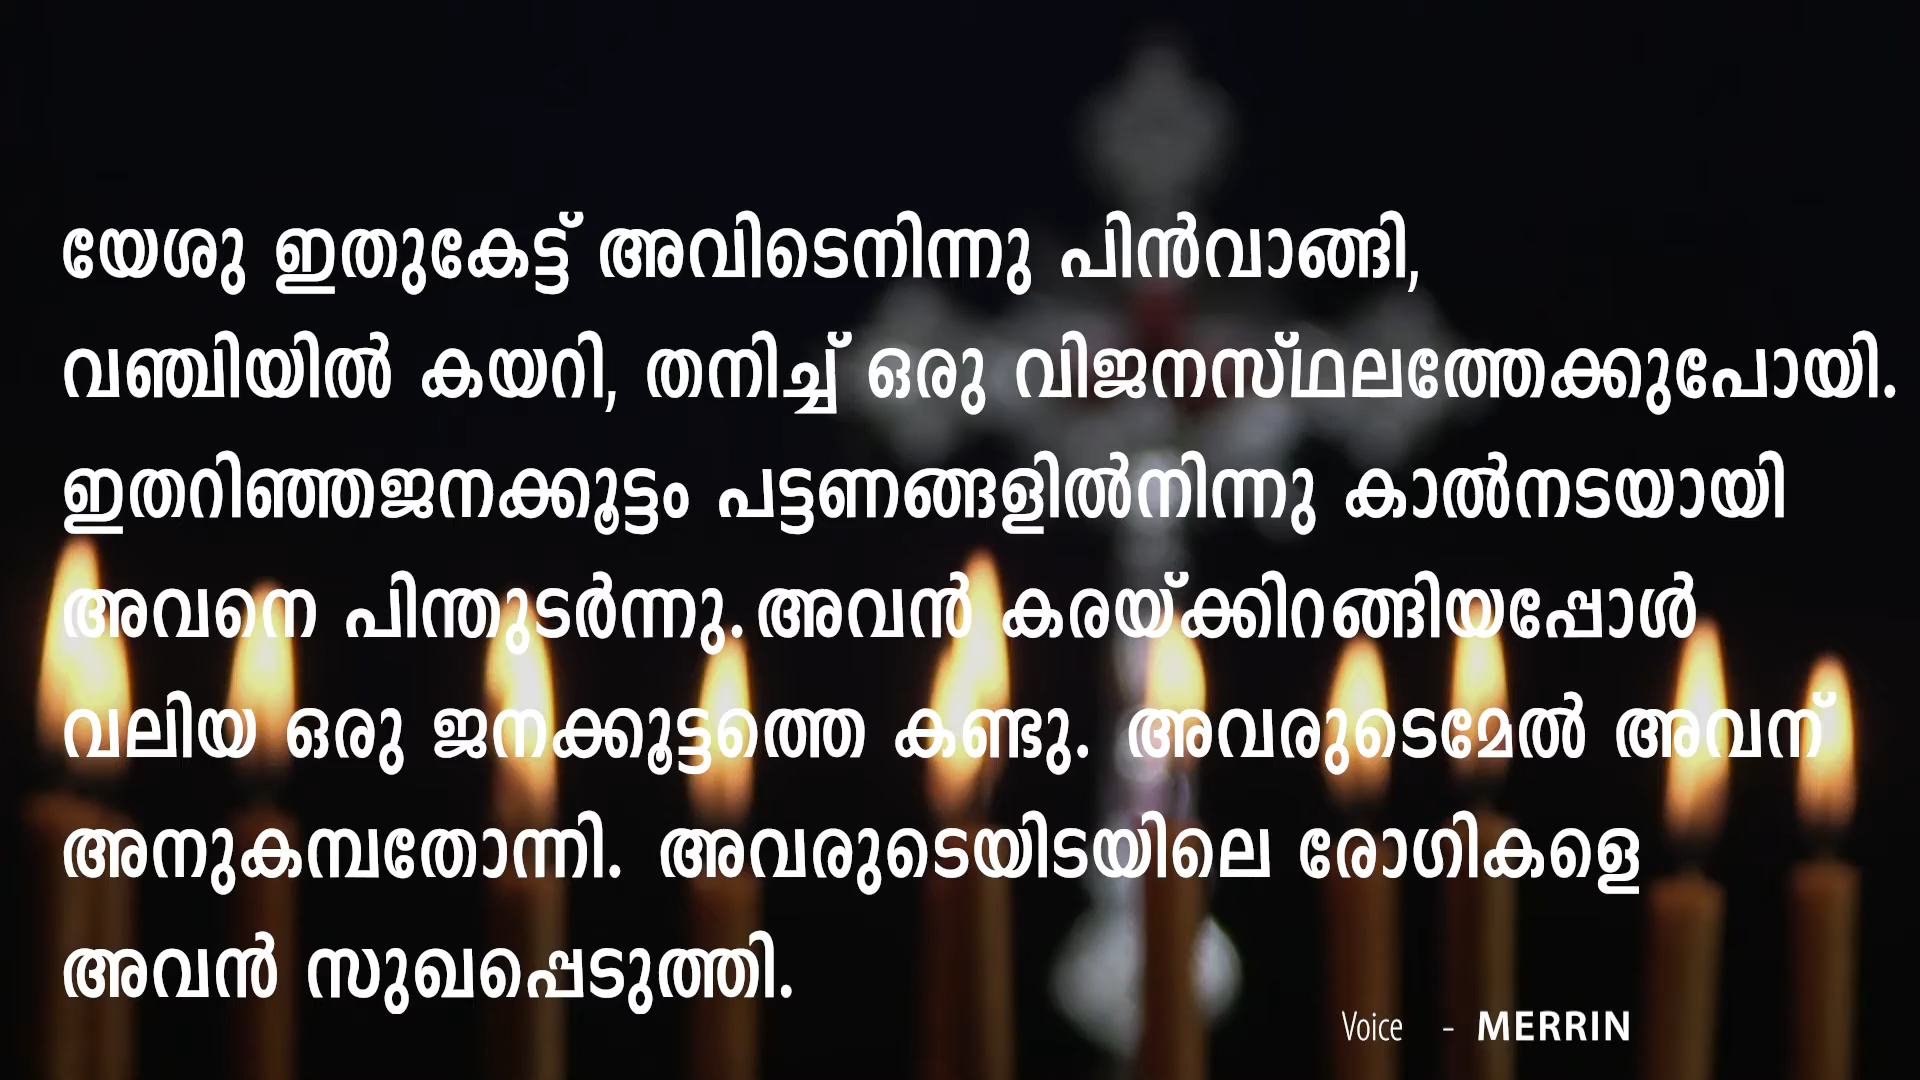 യേശു ഇതുകേട്ട് അവിടെനിന്നു പിൻവാങ്ങി,
വഞ്ചിയിൽ കയറി, തനിച്ച് ഒരു വിജനസ്ഥലത്തേക്കുപോയി.
ഇതറിഞ്ഞജനക്കൂട്ടം പട്ടണങ്ങളിൽനിന്നു കാൽനടയായി
അവനെ പിന്തുടർന്നു. അവൻ കരയ്ക്കിറങ്ങിയപ്പോൾ
വലിയ ഒരു ജനക്കൂട്ടത്തെ കണ്ടു. അവരുടെമേൽ അവന്
അനുകമ്പതോന്നി. അവരുടെയിടയിലെ രോഗികളെ
അവൻ സുഖപ്പെടുത്തി.
Voice - MERRIN